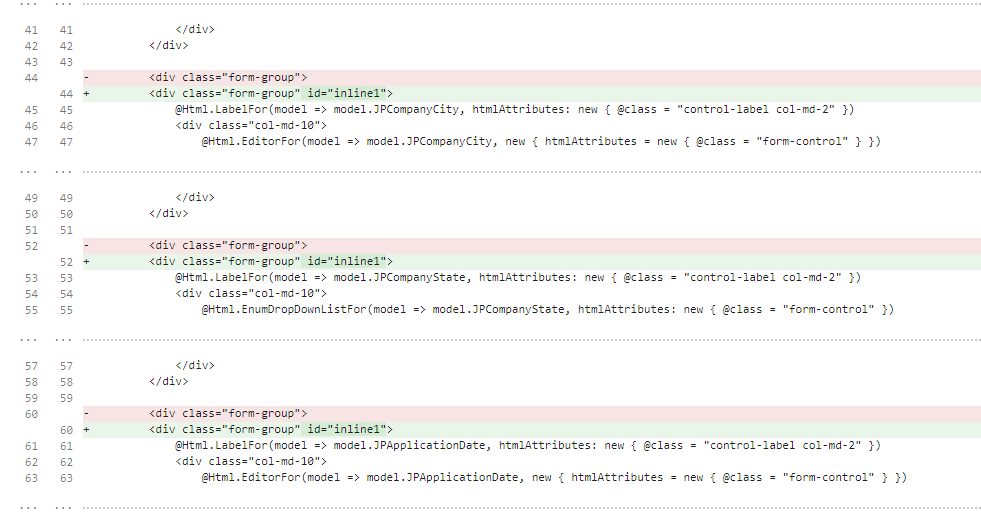 ... ...
41 41 </div>
42 42 </div>
43 43
44 - <div class="form-group">
44 + <div class="form-group" id="inline1">
45 45 @Html.LabelFor(model => model.JPCompanyCity, htmlAttributes: new { @class = "control-label col-md-2" })
46 46 <div class="col-md-10">
47 47 @Html.EditorFor(model => model.JPCompanyCity, new { htmlAttributes = new { @class = "form-control" } })
... ...
49 49 </div>
50 50 </div>
51 51
52 - <div class="form-group">
52 + <div class="form-group" id="inline1">
53 53 @Html.LabelFor(model => model.JPCompanyState, htmlAttributes: new { @class = "control-label col-md-2" })
54 54 <div class="col-md-10">
55 55 @Html.EnumDropDownListFor(model => model.JPCompanyState, htmlAttributes: new { @class = "form-control" })
... ...
57 57 </div>
58 58 </div>
59 59
60 - <div class="form-group">
60 + <div class="form-group" id="inline1">
61 61 @Html.LabelFor(model => model.JPApplicationDate, htmlAttributes: new { @class = "control-label col-md-2" })
62 62 <div class="col-md-10">
63 63 @Html.EditorFor(model => model.JPApplicationDate, new { htmlAttributes = new { @class = "form-control" } })
... ...